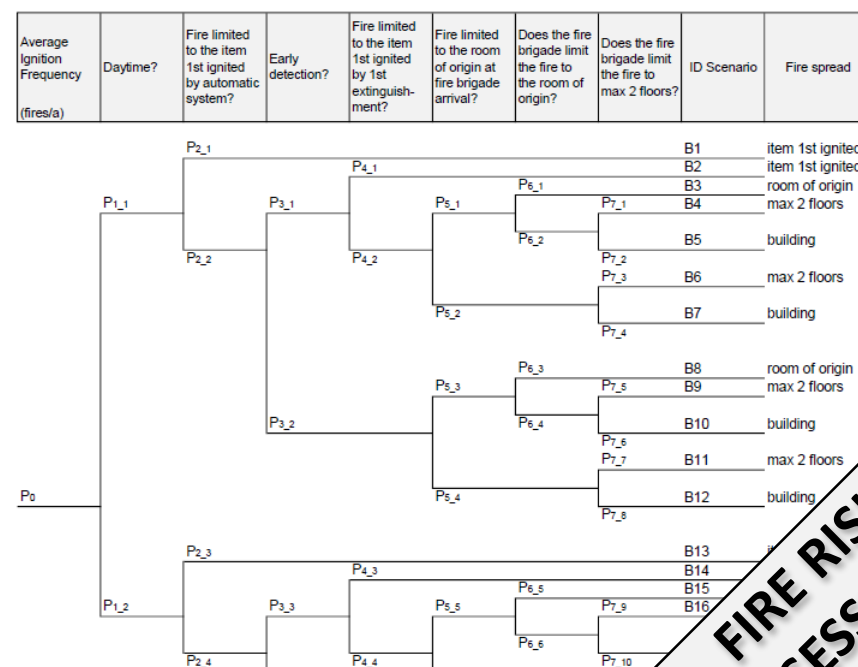 Average
Ignition
Frequency
(fires/a)
Daytime?
Fire limited
to the item
1st ignited
by automatic
system?
Early
detection?
Fire limited
to the item
1st ignited
by 1st
extinguish-
ment?
Fire limited
to the room
of origin at
fire brigade
arrival?
Does the fire
brigade limit
the fire to
the room of
origin?
Does the fire
brigade limit
the fire to
max 2 floors?
ID Scenario
Fire spread
P2_1 B1 item 1st ignited
P4_1 B2 item 1st ignited
P6_1 B3 room of origin
P1_1 P3_1 P5_1 P7_1 B4 max 2 floors
P6_2 B5 building
P2_2 P4_2 P7_2
P7_3 B6 max 2 floors
P5_2 B7 building
P7_4
P6_3 B8 room of origin
P5_3 P7_5 B9 max 2 floors
P3_2 P6_4 B10 building
P7_6
P7_7 B11 max 2 floors
P0 P5_4 B12 building
P7_8
P2_3 B13
P4_3 B14
P6_5 B15
P1_2 P3_3 P5_5 P7_9 B16
P6_6
P2_4 P4_4 P7_10
FIRE